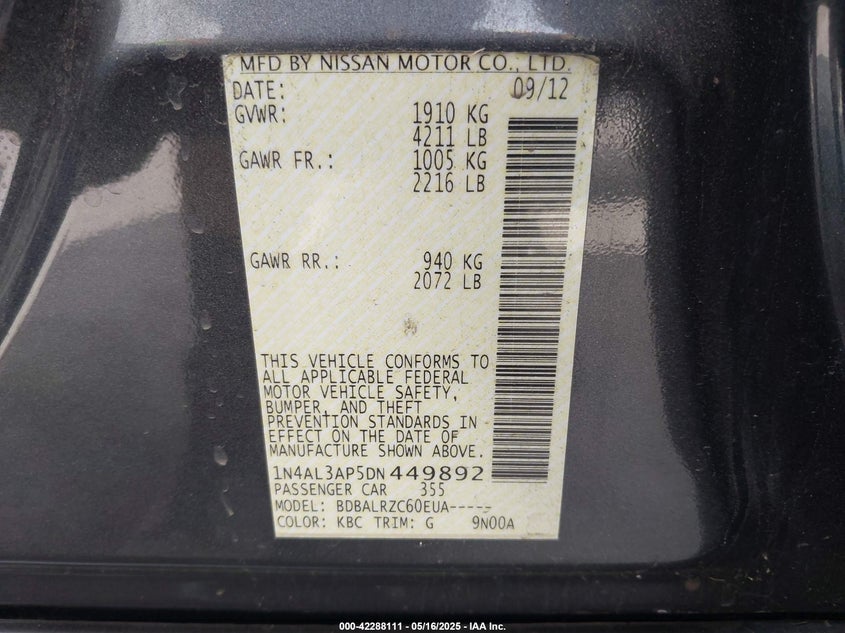 MFD BY NISSAN MOTOR CO., LTD.
DATE: 09/12
GVWR: 1910 KG
4211 LB
GAWR FR.: 1005 KG
2216 LB
GAWR RR.: 940 KG
2072 LB
THIS VEHICLE CONFORMS TO
ALL APPLICABLE FEDERAL
MOTOR VEHICLE SAFETY,
BUMPER, AND THEFT
PREVENTION STANDARDS IN
EFFECT ON THE DATE OF
MANUFACTURE SHOWN ABOVE.
1N4AL3AP5DN449892
PASSENGER CAR 355
MODEL: BDBALRZC60EUA-----
COLOR: KBC TRIM: G 9N00A
000-42288111 - 05/16/2025 - IAA Inc.